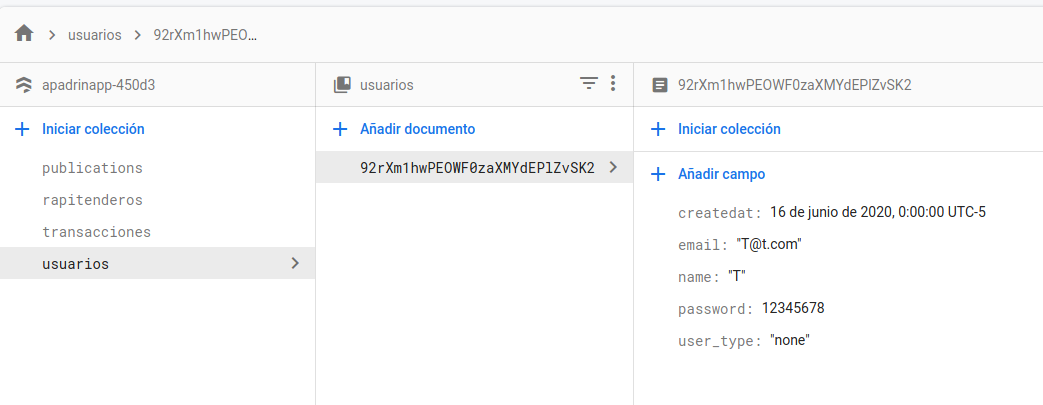 usuarios > 92rXm1hwPEO...
apadrinapp-450d3
Iniciar colección
publications
rapitenderos
transacciones
usuarios
usuarios
Añadir documento
92rXm1hwPEOWF0zaXMYdEPlZvSK2
92rXm1hwPEOWF0zaXMYdEPlZvSK2
Iniciar colección
Añadir campo
createdat: 16 de junio de 2020, 0:00:00 UTC-5
email: "T@t.com"
name: "T"
password: 12345678
user_type: "none"